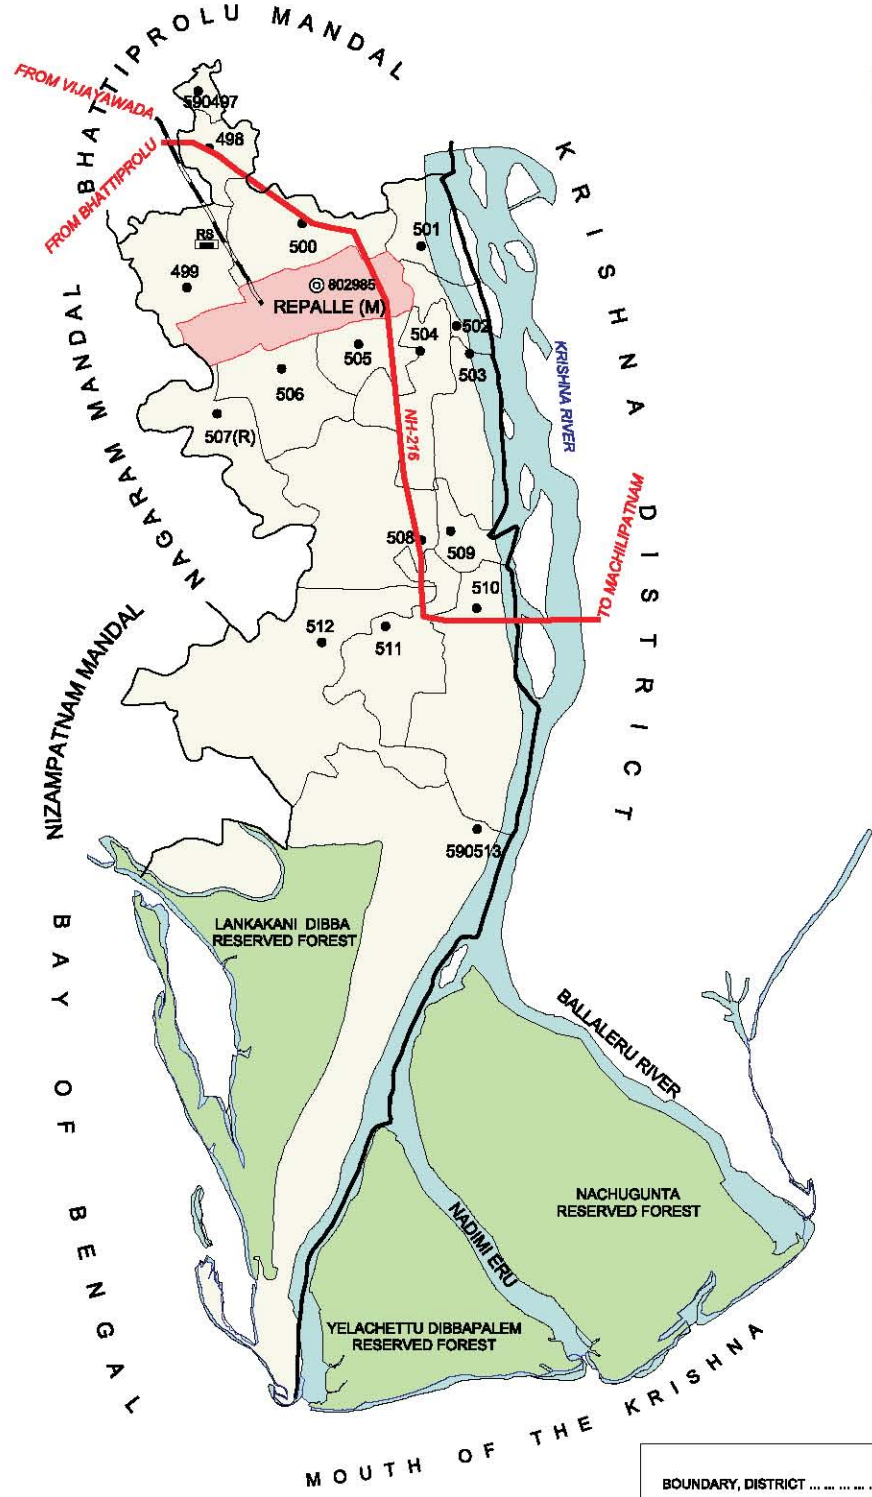 BHATTIPROLU MANDAL
FROM VIJAYAWADA
590497
498
FROM BHATTIPROLU
KRISHNA DISTRICT
RS
500
501
499
802985
REPALLE (M)
502
504
505
503
506
KRISHNA RIVER
507(R)
NH-216
NAGARAM MANDAL
508
509
TO MACHILIPATNAM
510
512
511
NIZAMPATNAM MANDAL
590513
LANKAKANI DIBBA
RESERVED FOREST
BAY OF BENGAL
BALLALERU RIVER
NACHUGUNTA
RESERVED FOREST
NADIMI ERU
YELACHETTU DIBBAPALEM
RESERVED FOREST
MOUTH OF THE KRISHNA
BOUNDARY, DISTRICT ... ... ... .